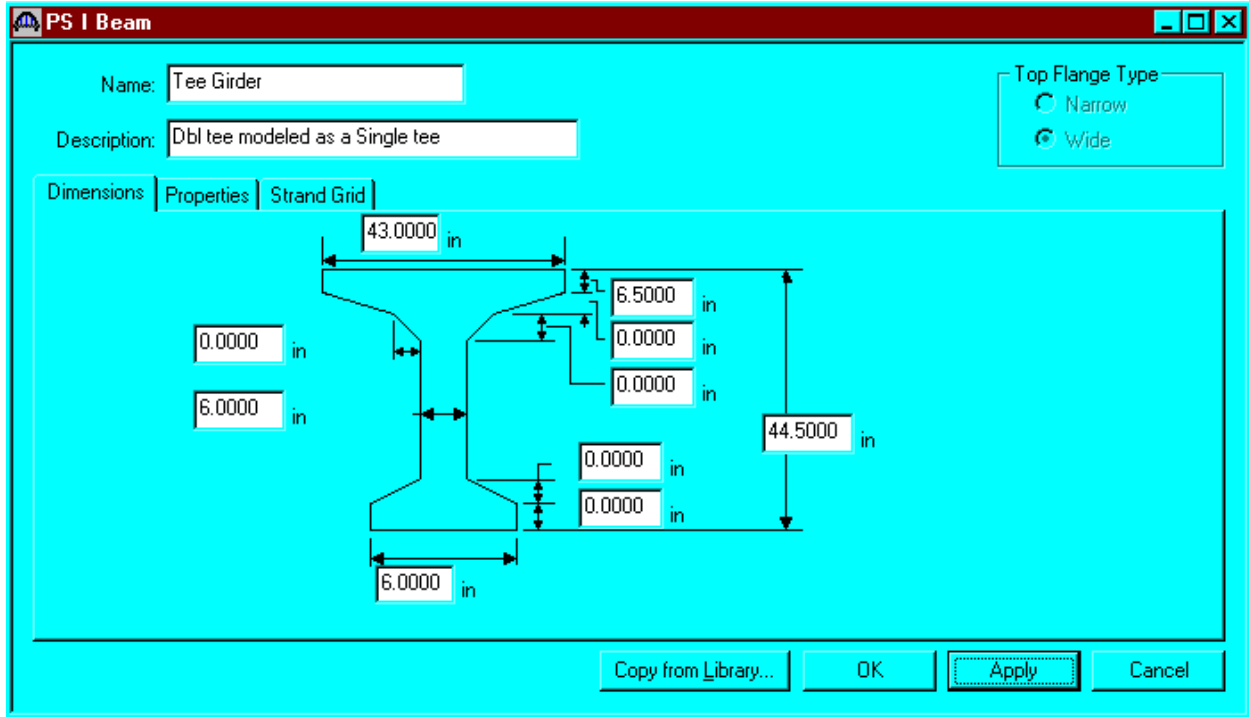 PS I Beam
Name: Tee Girder
Top Flange Type
Narrow
Description: Dbl tee modeled as a Single tee
Wide
Dimensions Properties Strand Grid
43.0000 in
6.5000 in
0.0000 in 0.0000 in
0.0000 in
6.0000 in
44.5000 in
0.0000 in
0.0000 in
6.0000 in
Copy from Library... OK Apply Cancel